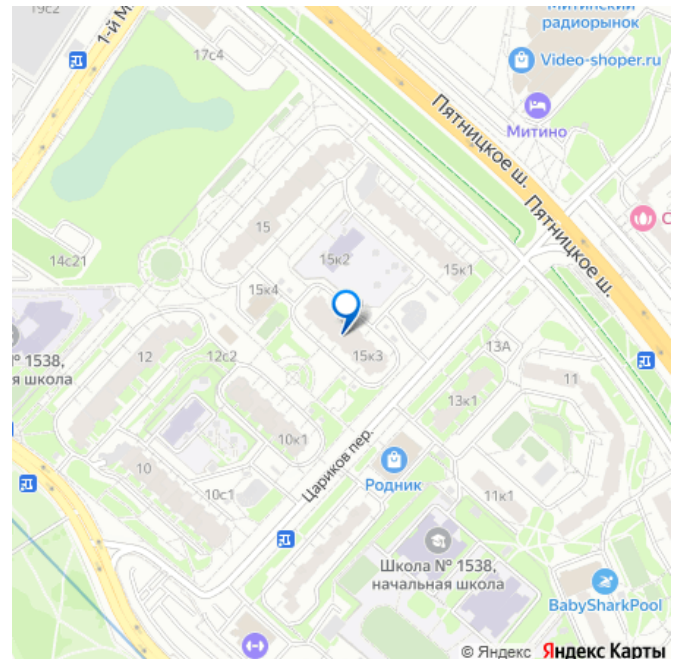 19с2
1-й М
17с4
Митинский
радиорынок
Video-shoper.ru
Митино
Пятницкое ш.
Пятницкое ш.
С
15
15к2
15к1
14с21
15к4
№ 1538,
я школа
12
12с2
15к3
13А
11
13к1
10к1
Цариков пер.
10
10с1
Родник
11к1
Школа № 1538,
начальная школа
BabySharkPool
© Яндекс Яндекс Карты